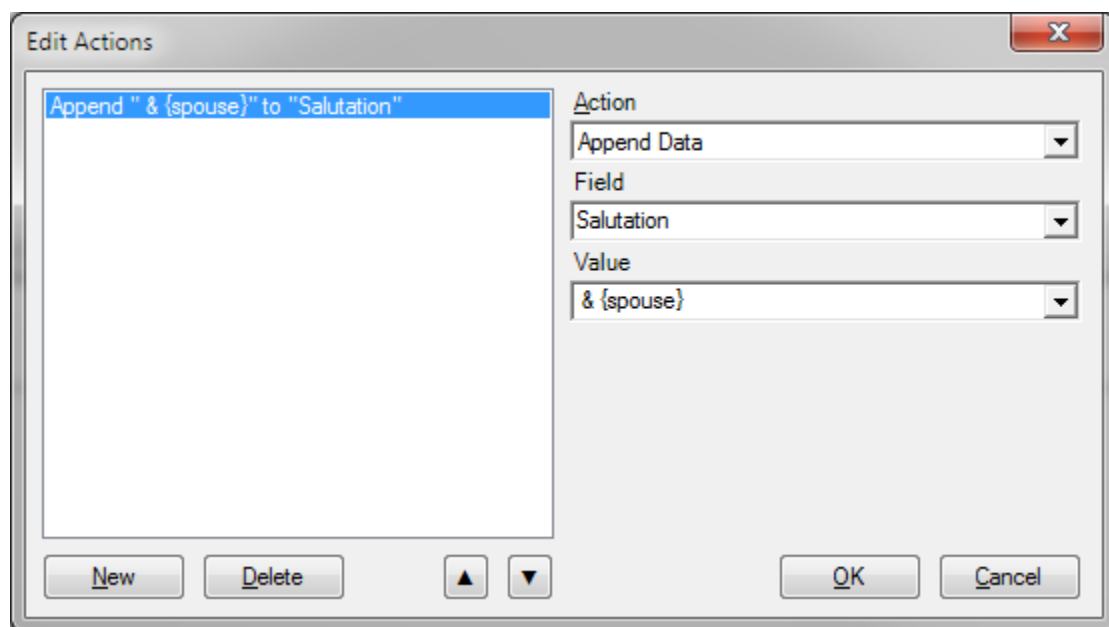 Edit Actions
Append " & {spouse}" to "Salutation"
Action
Append Data
Field
Salutation
Value
& {spouse}
New
Delete
OK
Cancel